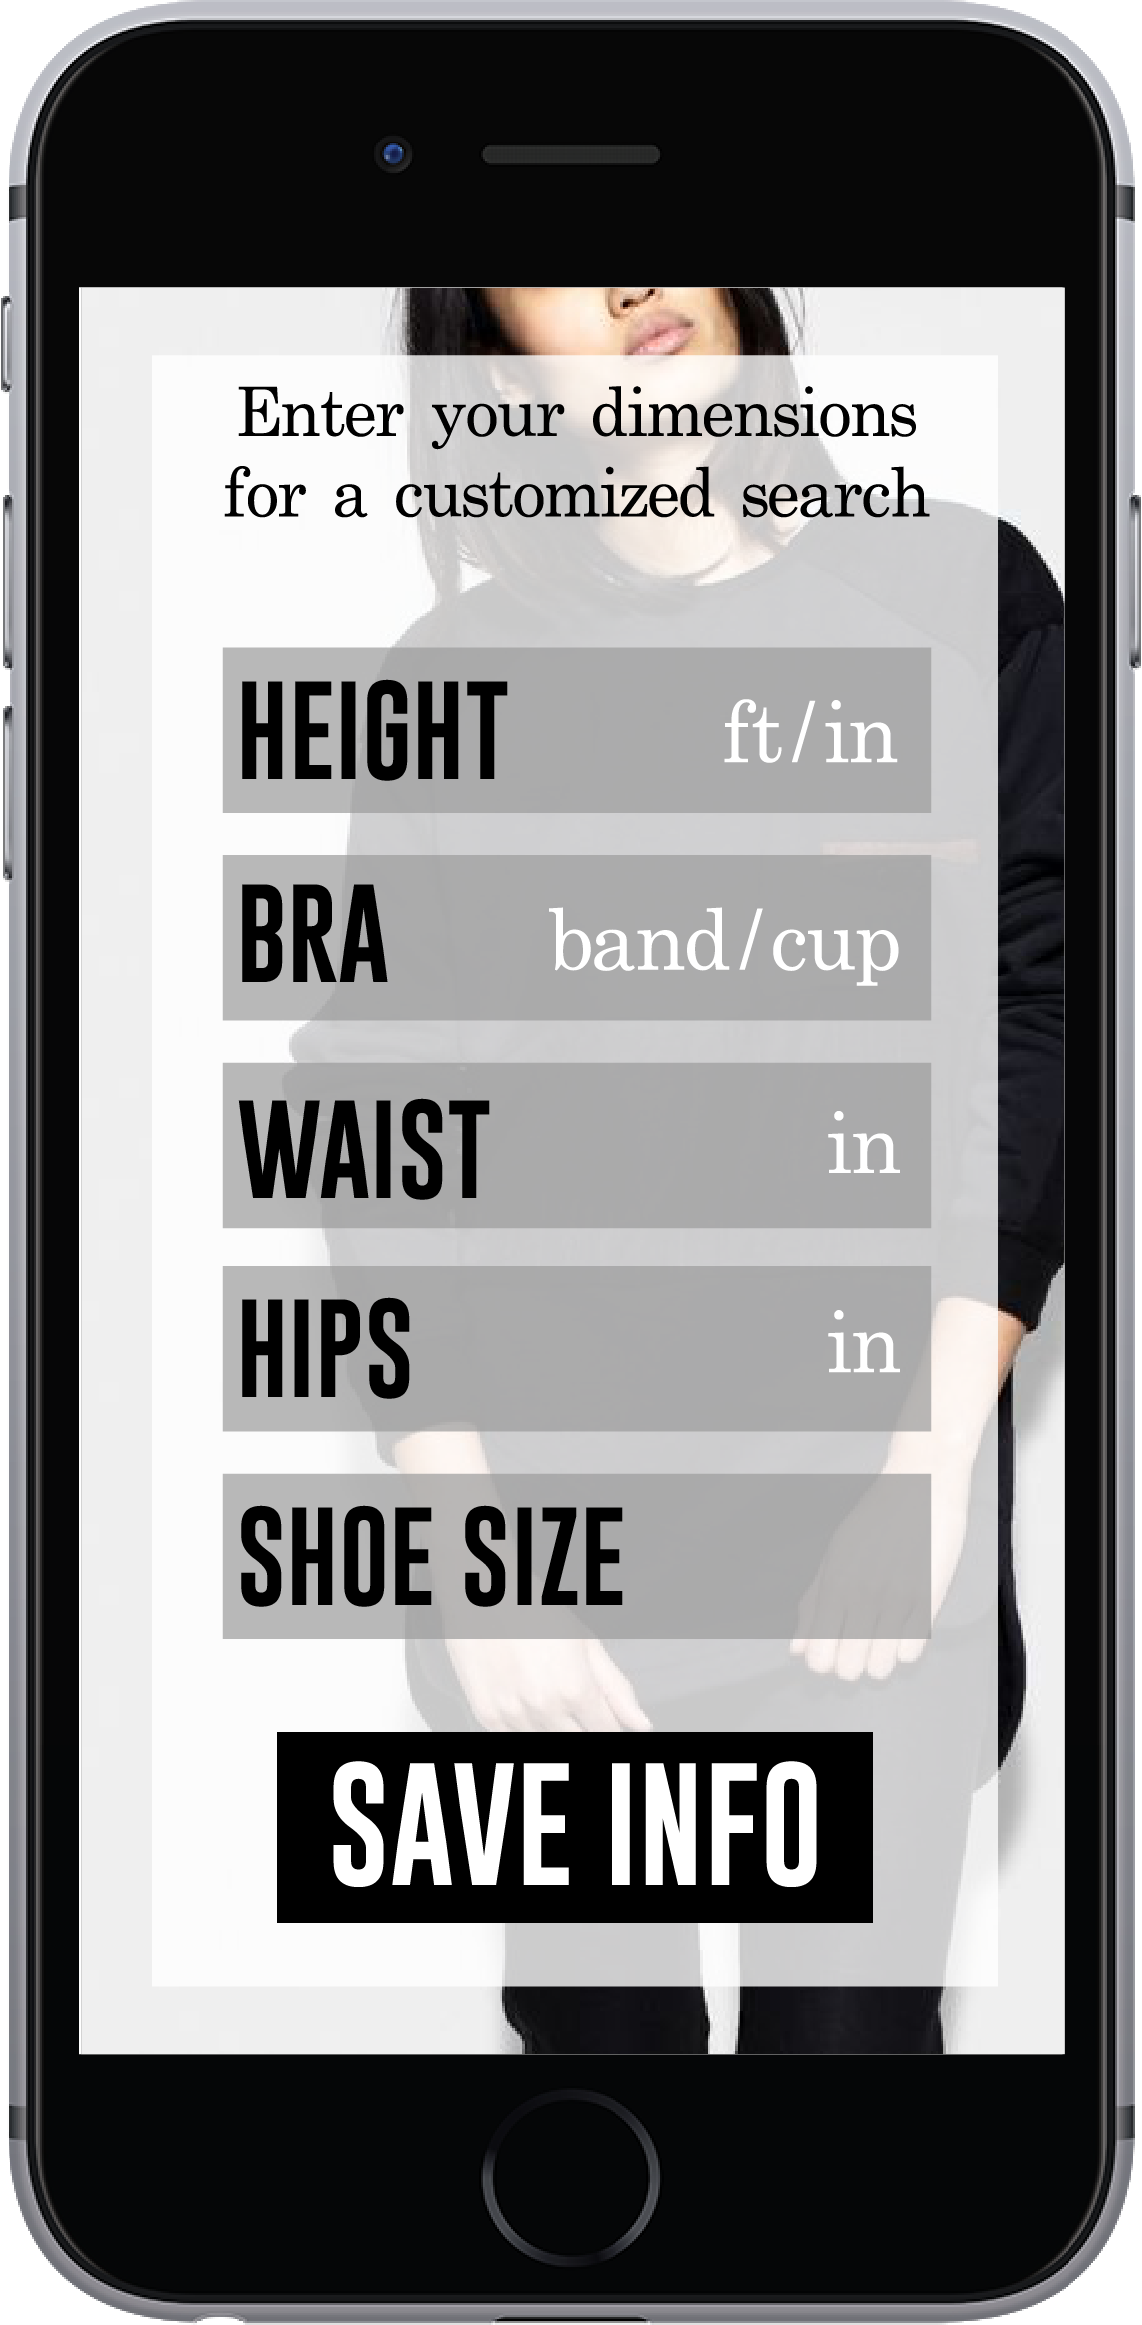 Enter your dimensions
for a customized search
HEIGHT ft/in
BRA band/cup
WAIST in
HIPS in
SHOE SIZE
SAVE INFO